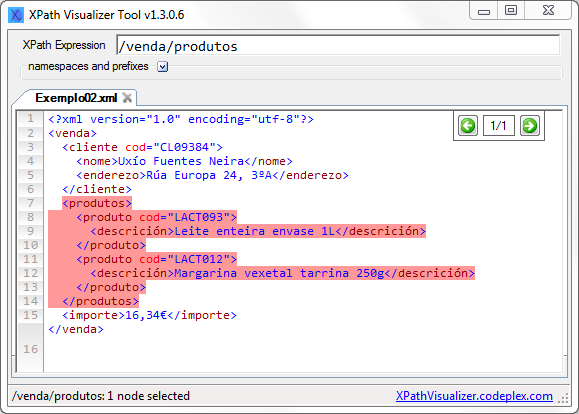 XPath Visualizer Tool v1.3.0.6
XPath Expression /venda/produtos
namespaces and prefixes
Exemplo02.xml
1 <?xml version="1.0" encoding="utf-8"?>
2 <venda>
3 <cliente cod="CL09384">
4 <nome>Uxío Fuentes Neira</nome>
5 <enderezo>Rúa Europa 24, 3ºA</enderezo>
6 </cliente>
7 <produtos>
8 <produto cod="LACT093">
9 <descrición>Leite enteira envase 1L</descrición>
10 </produto>
11 <produto cod="LACT012">
12 <descrición>Margarina vexetal tarrina 250g</descrición>
13 </produto>
14 </produtos>
15 <importe>16,34€</importe>
</venda>
16
1/1
/venda/produtos: 1 node selected
XPathVisualizer.codeplex.com